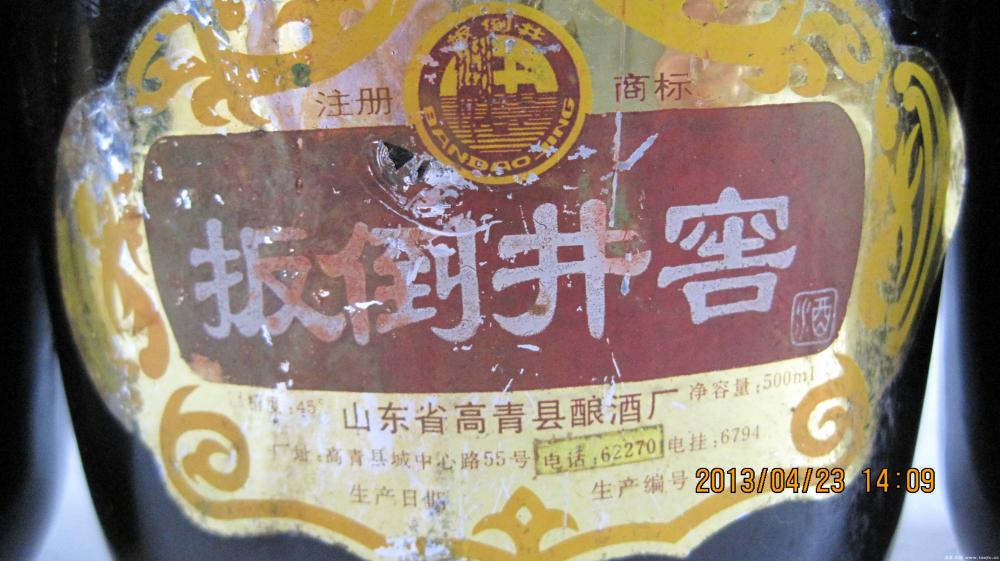 扳倒井
BANDAO JING
注册 商标
扳倒井窖
酒
度:45° 净容量:500ml
山东省高青县酿酒厂
厂址:高青县城中心路55号 电话:62270 电挂:6794
生产日期 生产编号
2013/04/23 14:09